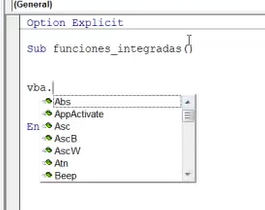 (General)
Option Explicit
Sub funciones_integradas()
vba.
Abs
AppActivate
Asc
En
AscB
AscW
Atn
Beep